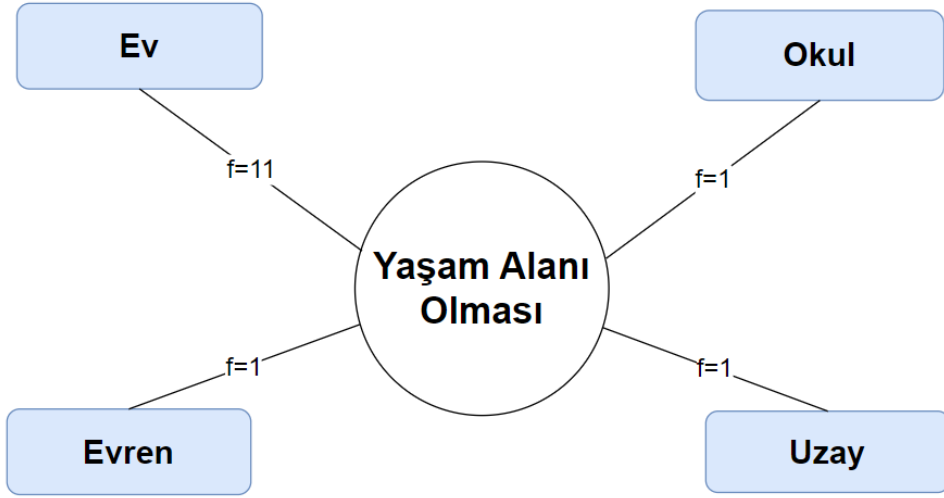 Ev
Okul
f=11
f=1
Yaşam Alanı
Olması
f=1
f=1
Evren
Uzay